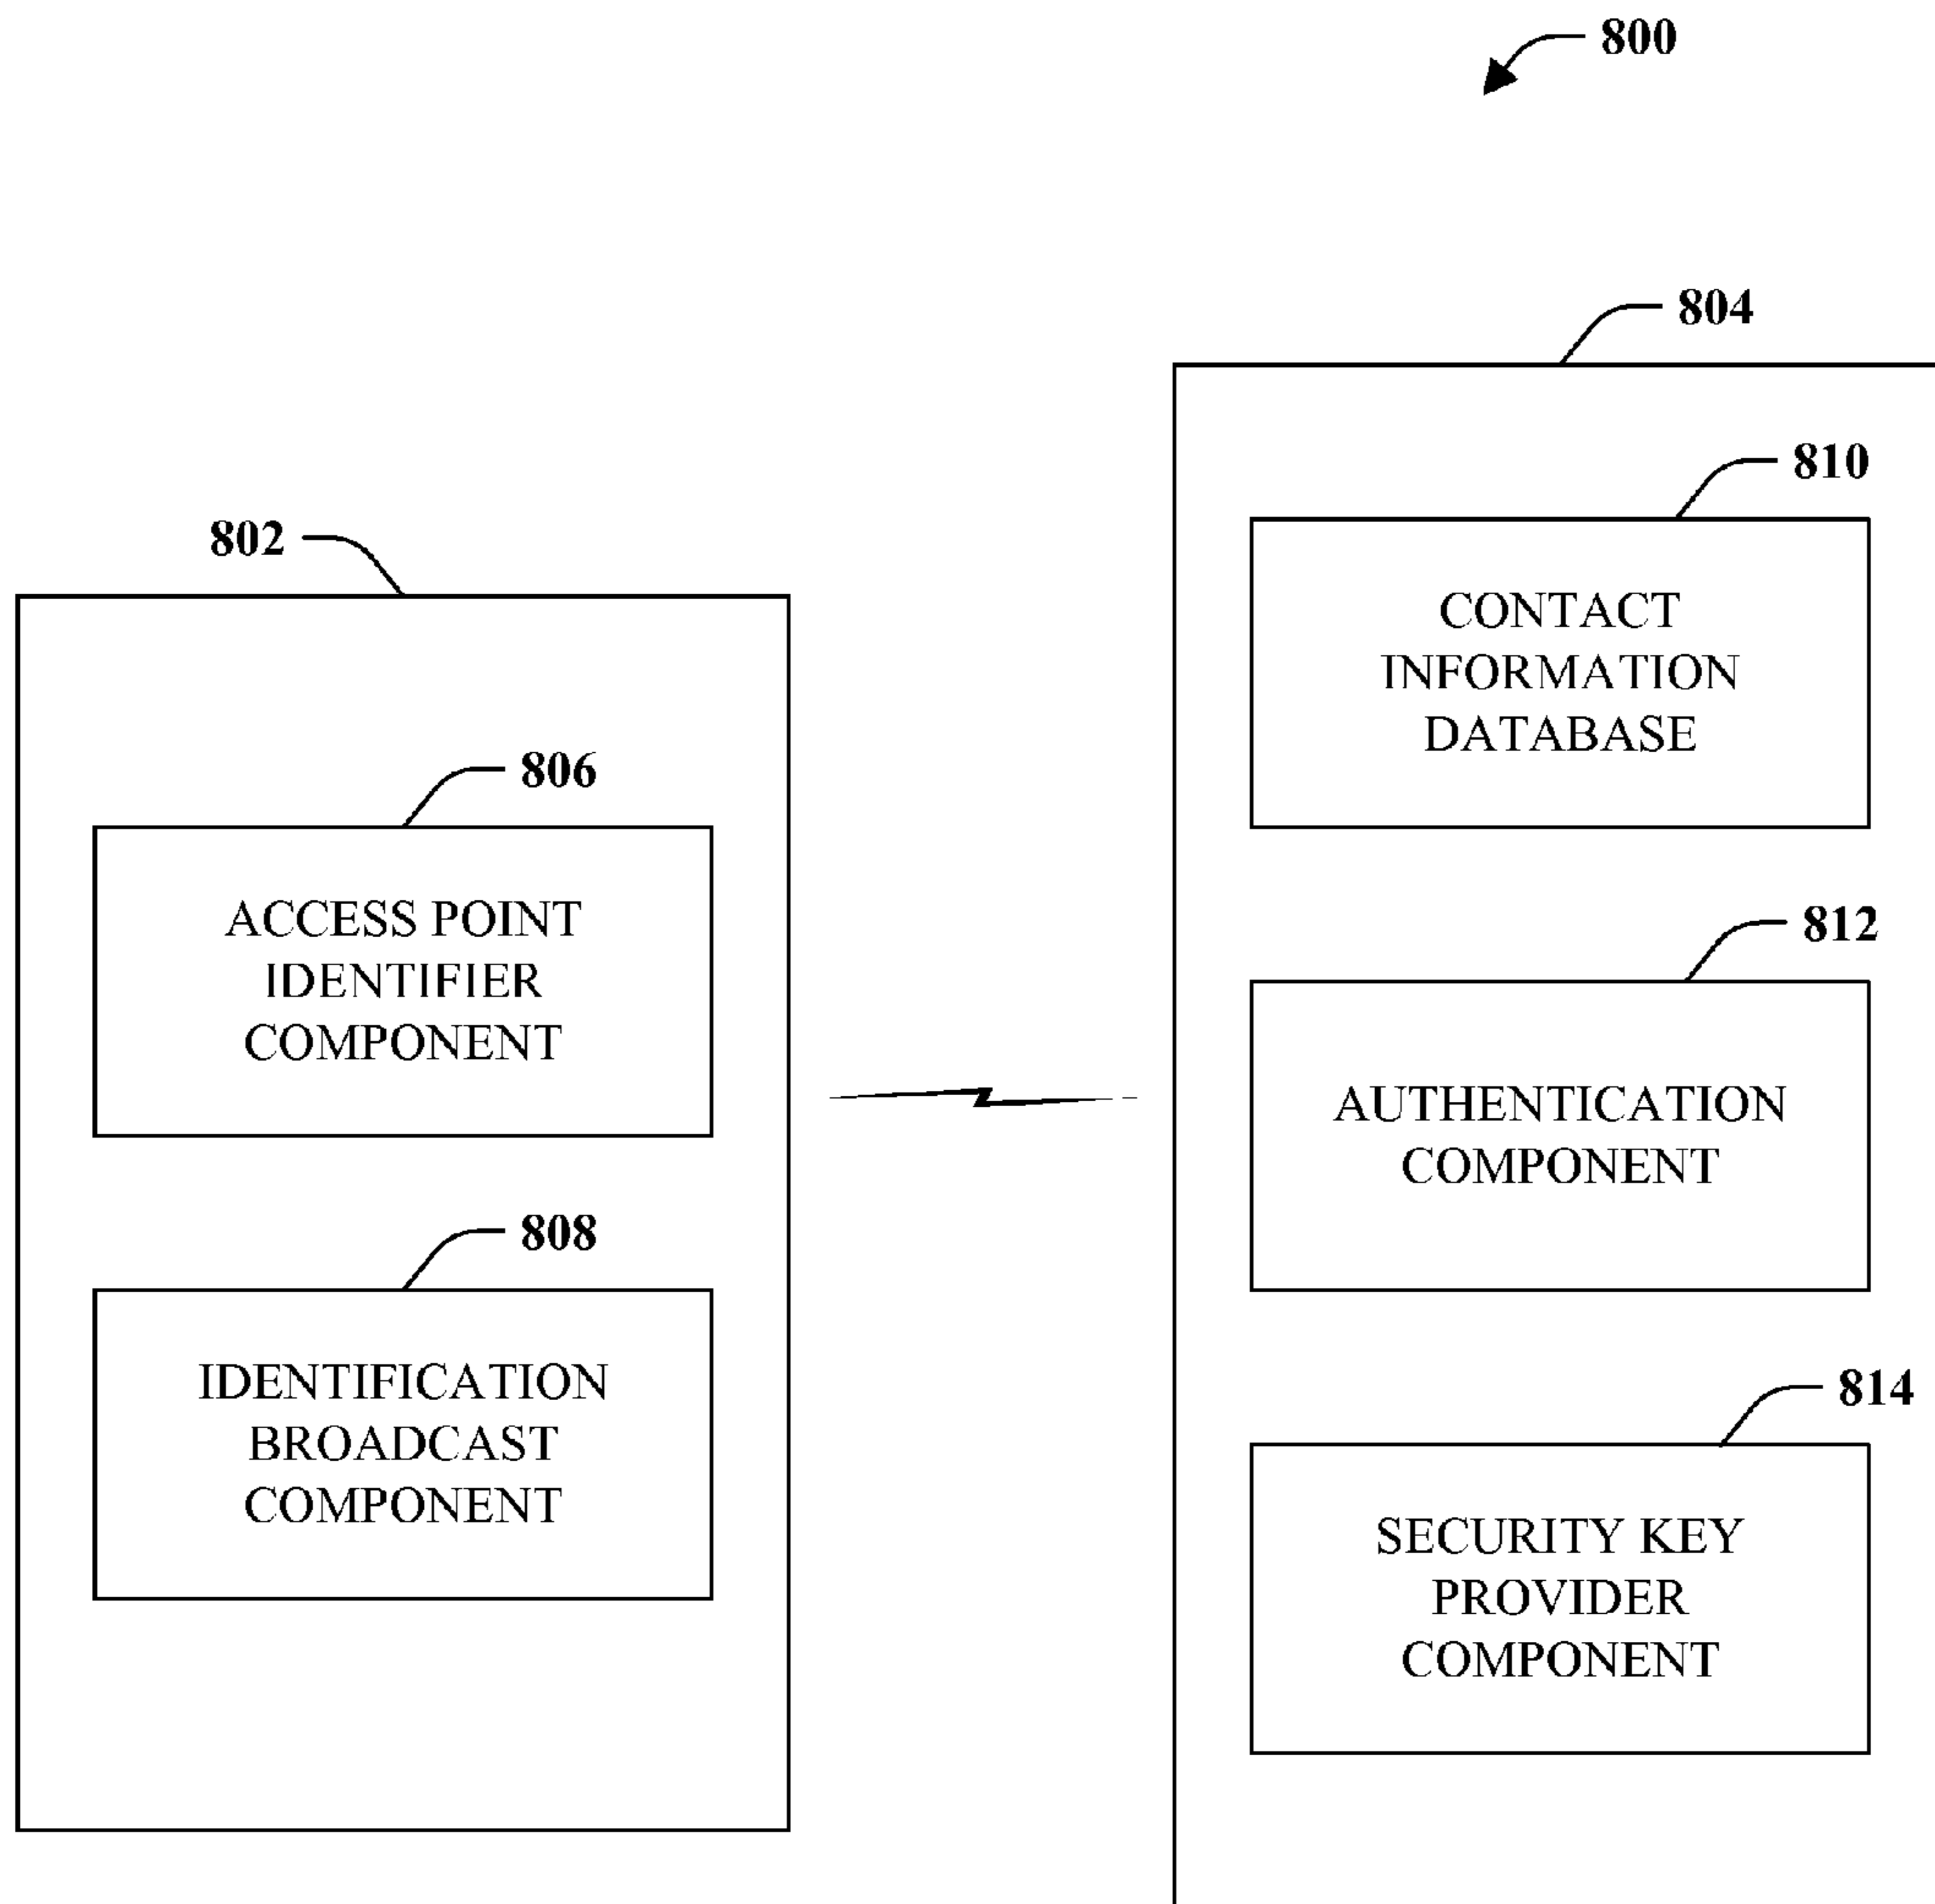 800
804
810
CONTACT
INFORMATION
DATABASE
802
806
ACCESS POINT
IDENTIFIER
COMPONENT
812
AUTHENTICATION
COMPONENT
808
IDENTIFICATION
BROADCAST
COMPONENT
814
SECURITY KEY
PROVIDER
COMPONENT